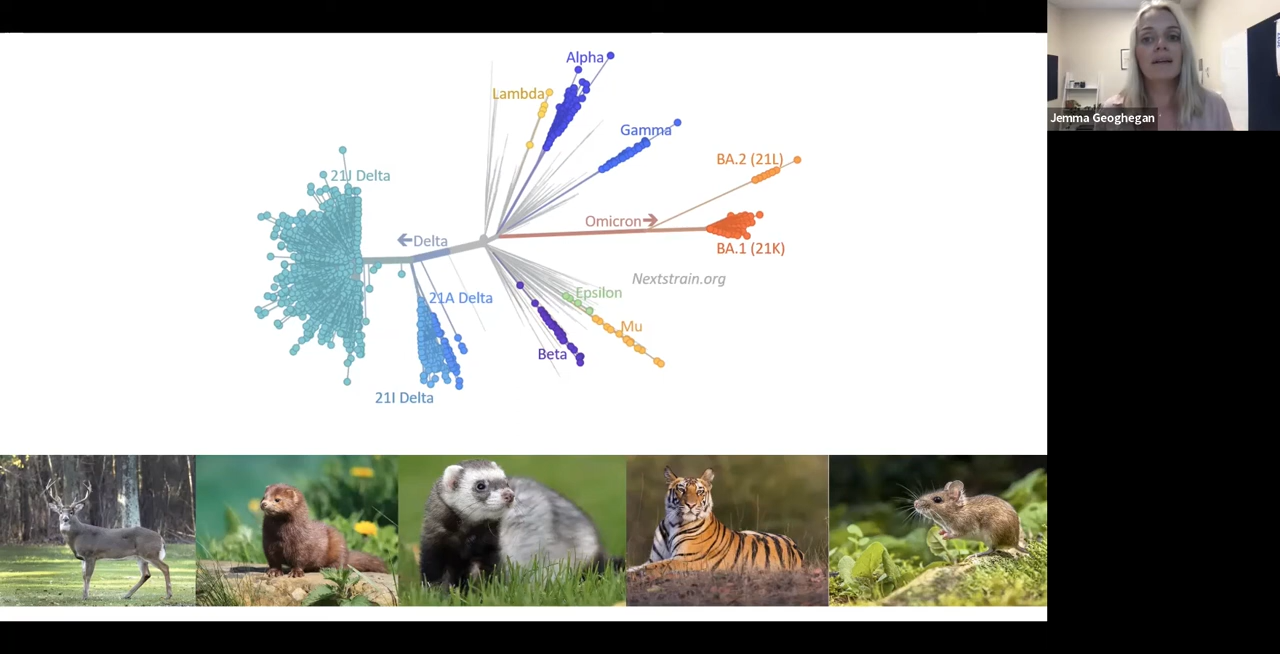 Alpha
Lambda
Gamma
BA.2 (21L)
21J Delta
Omicron
Delta
BA.1 (21K)
Nextstrain.org
Epsilon
21A Delta
Mu
Beta
21I Delta
Jemma Geoghegan